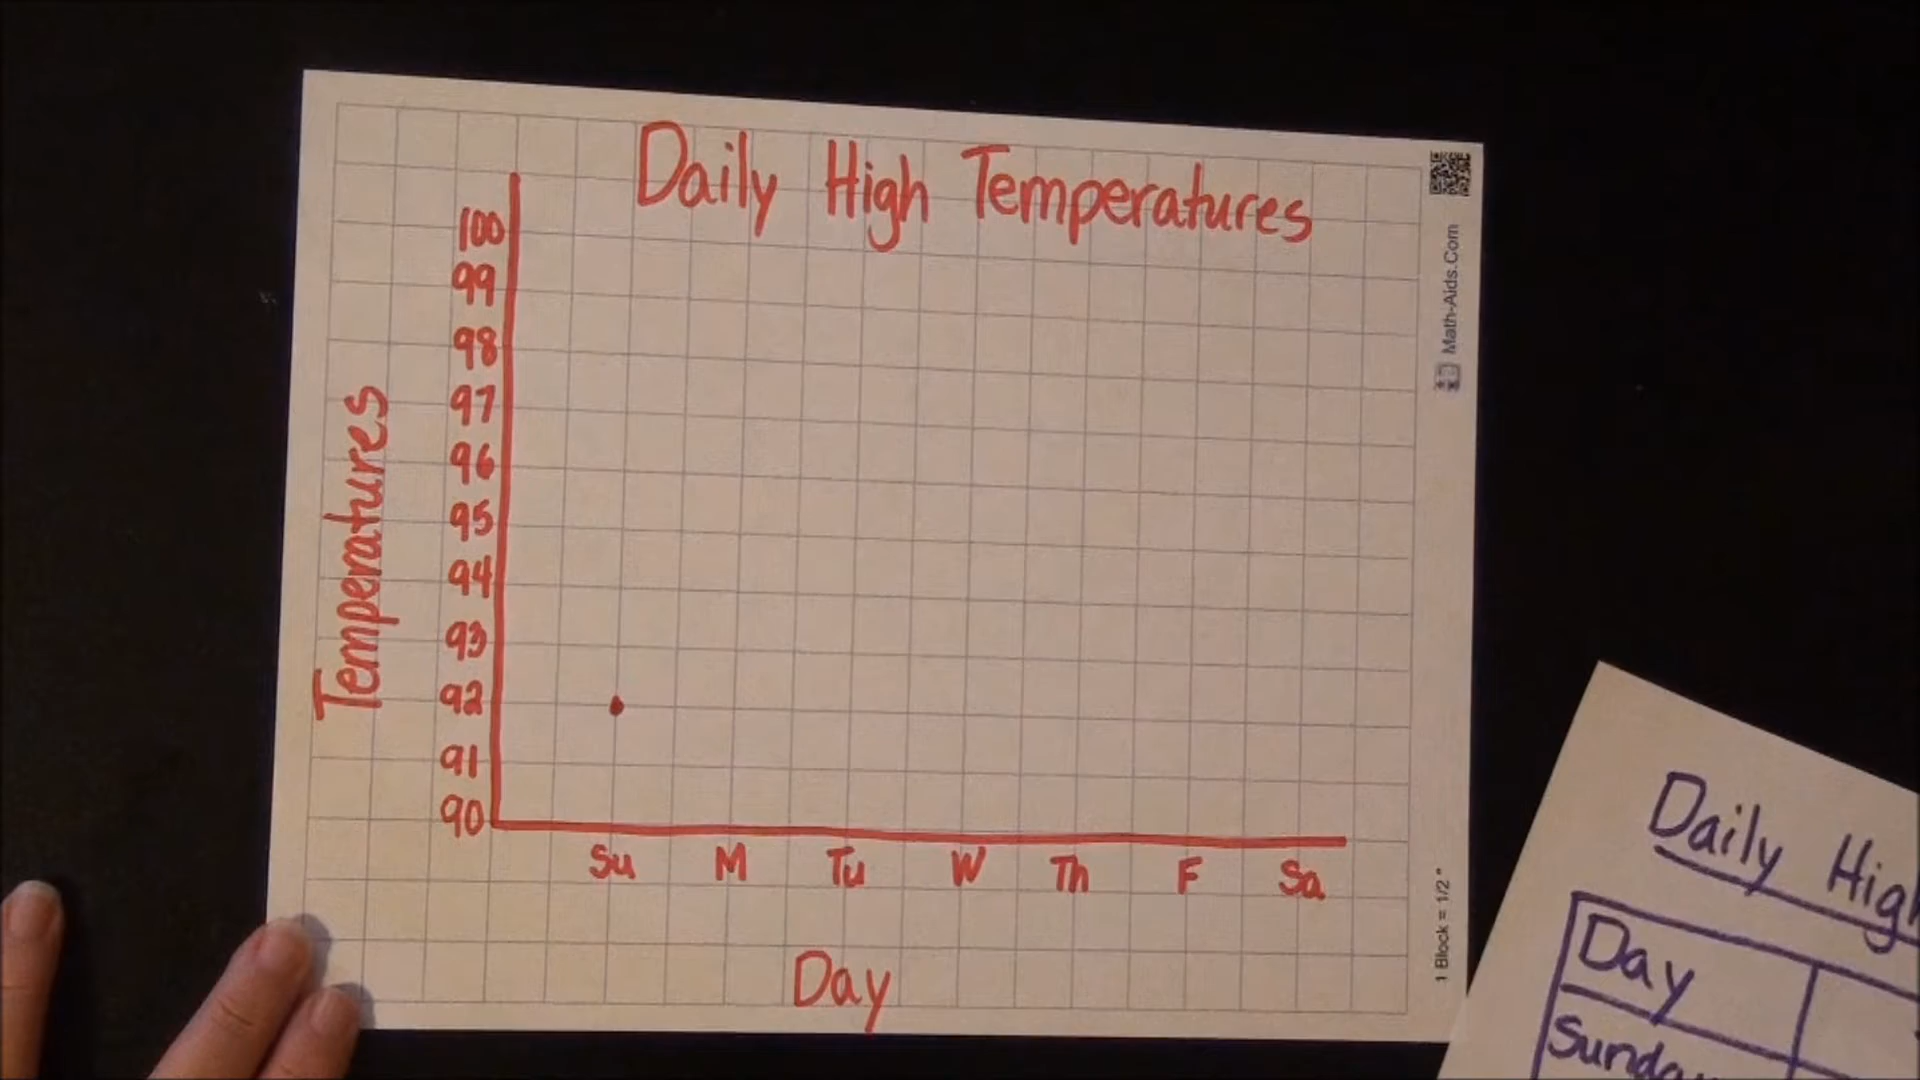 Daily High Temperatures
100
99
98
97
96
95
94
93
92
91
90
Temperatures
Su M Tu W Th F Sa
Day
Math-Aids.Com
1 Block = 1/2 "
Daily High
Day